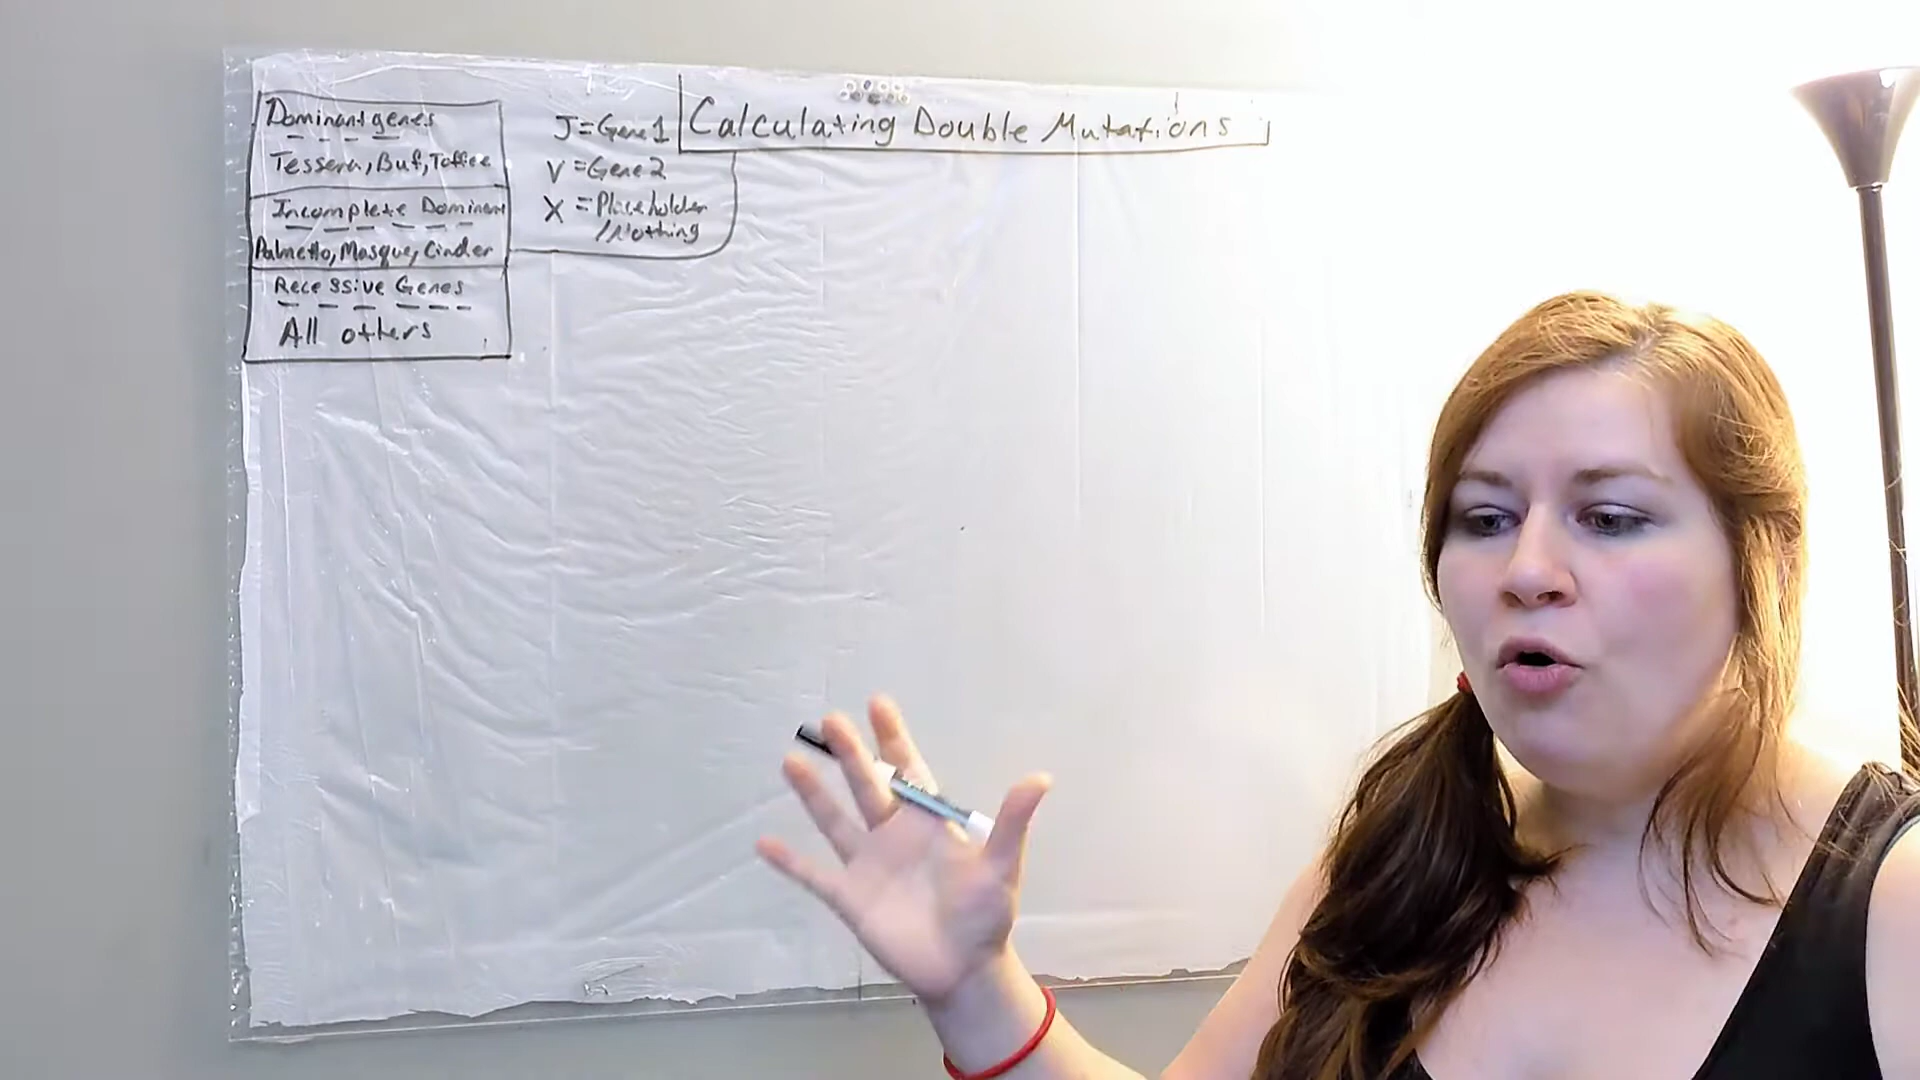 Calculating Double Mutations
Dominant genes
Tessera, Buf, Toffee
Incomplete Dominant
Palmetto, Masque, Cinder
Recessive Genes
All others
J = Gene 1
V = Gene 2
X = Placeholder
/Nothing